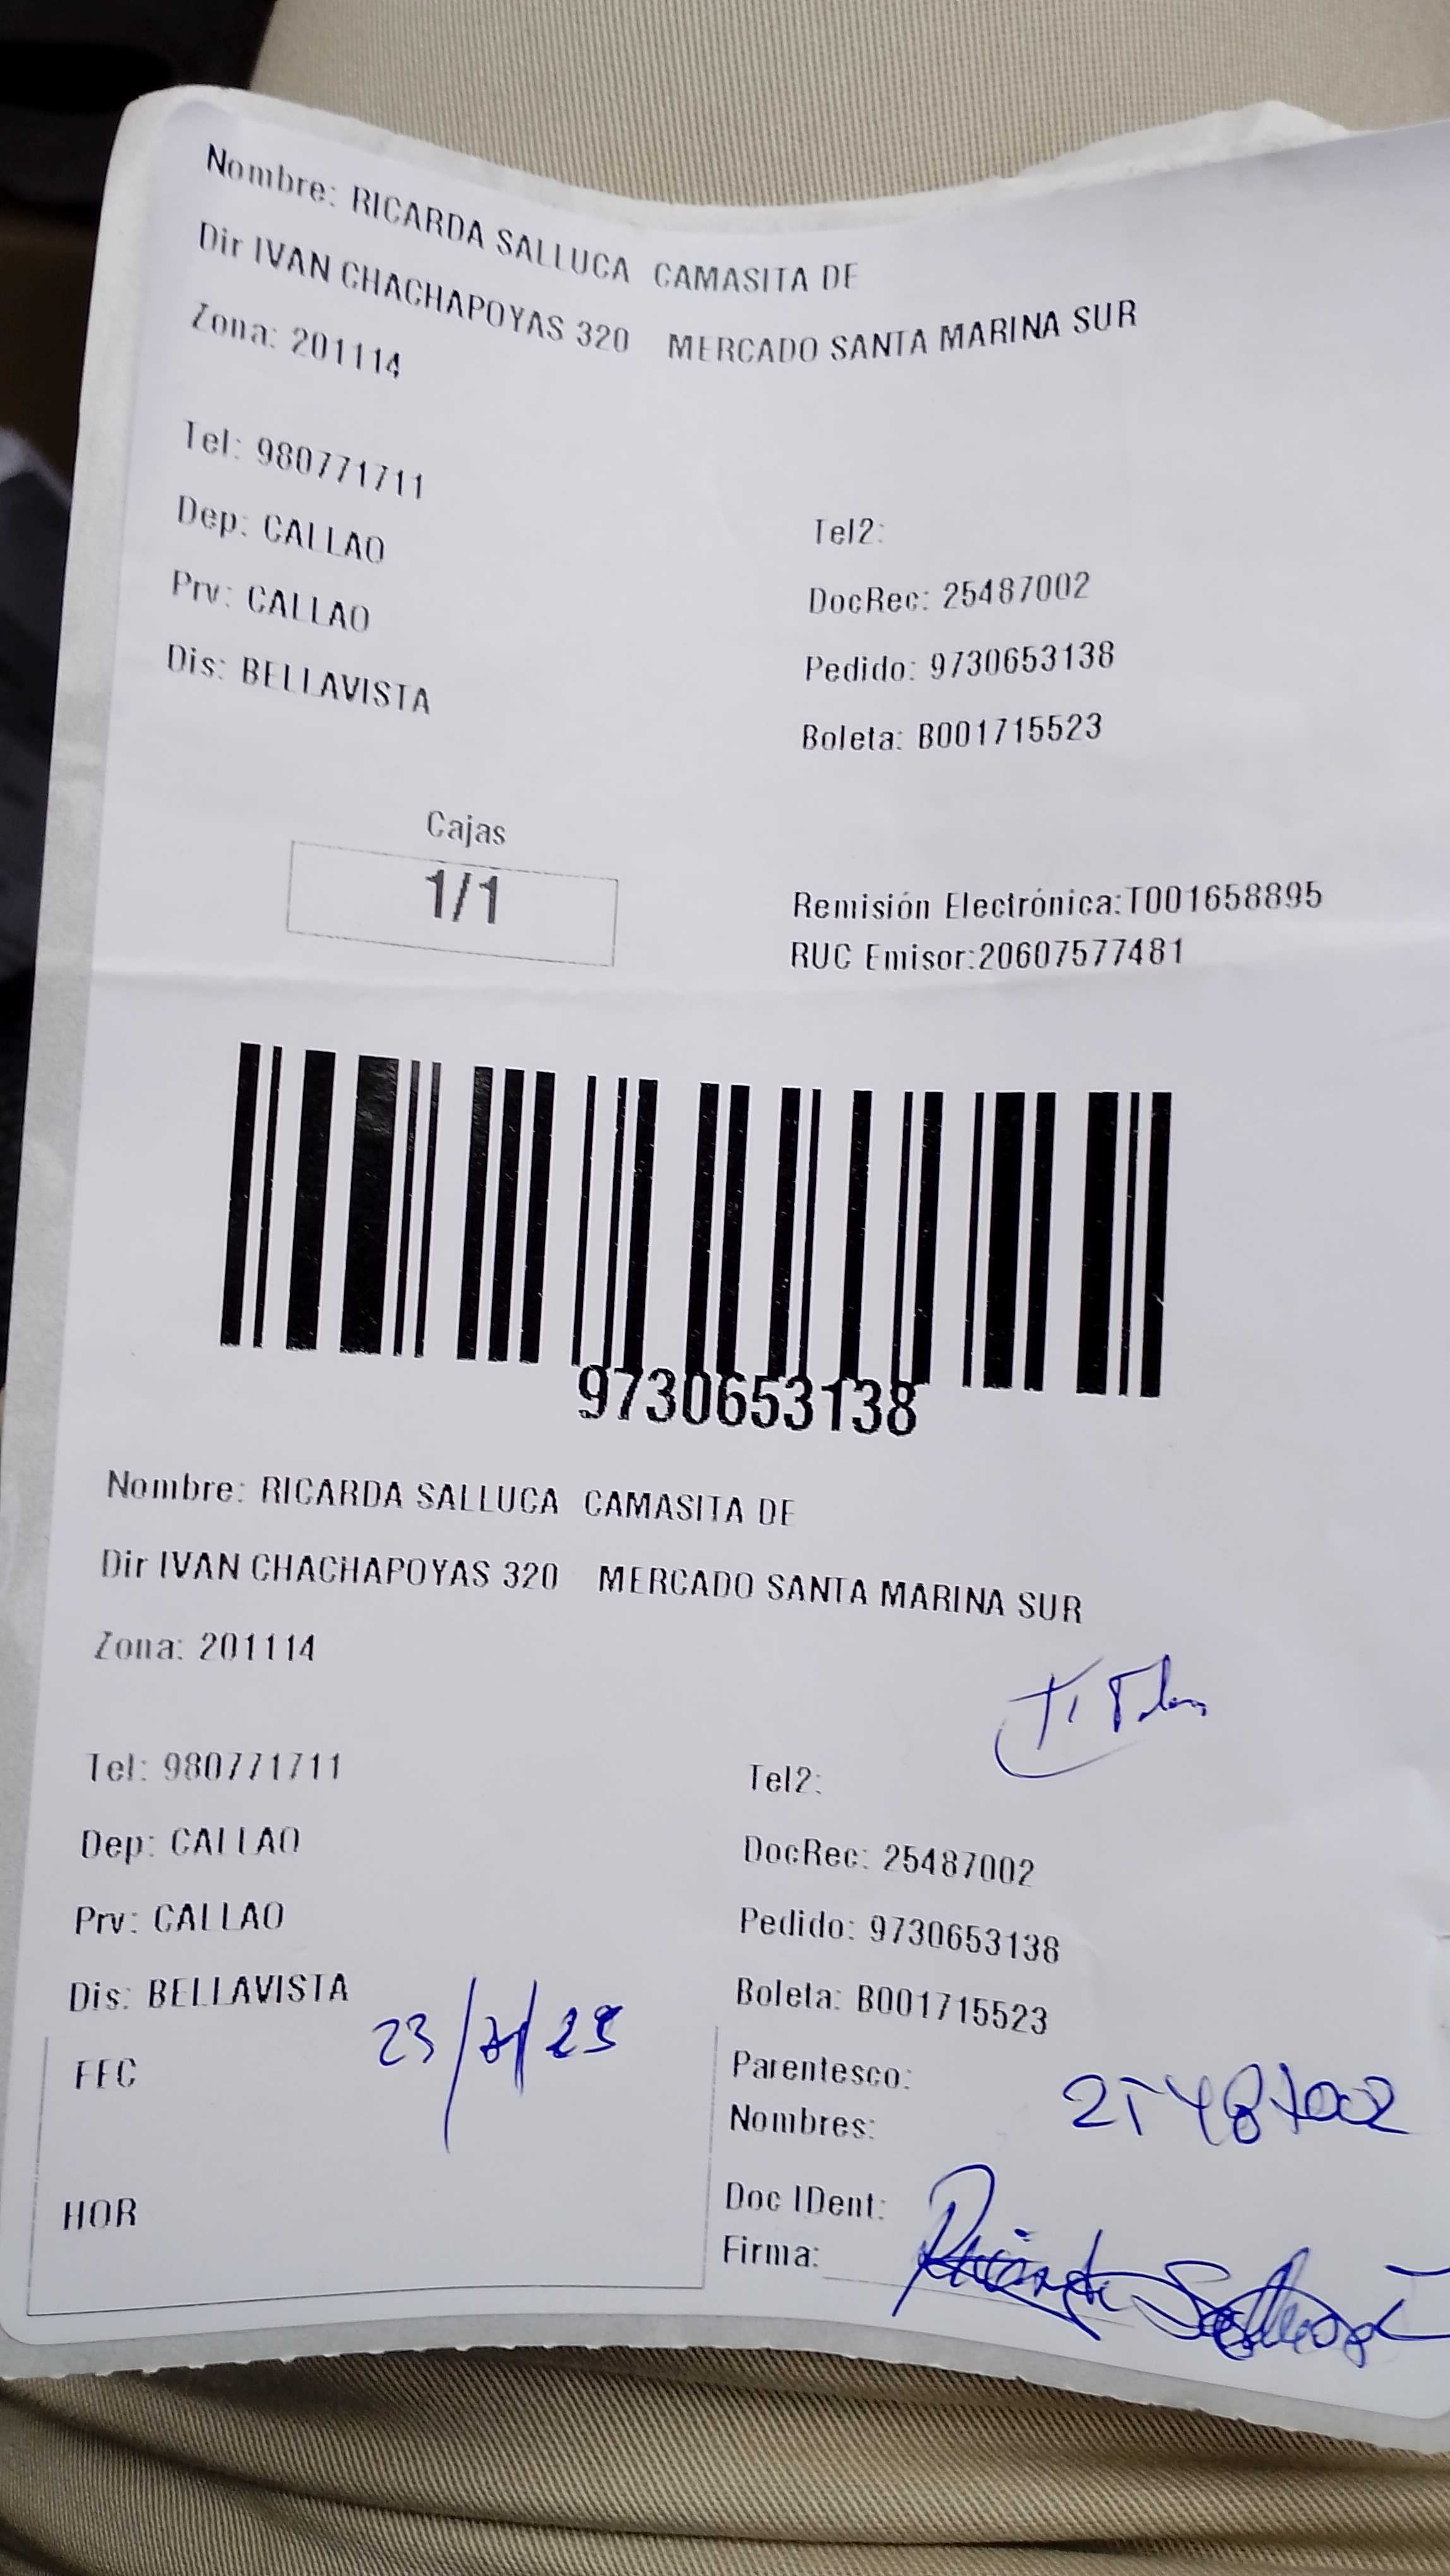 Nombre: RICARDA SALLUCA CAMASITA DE
Dir IVAN CHACHAPOYAS 320 MERCADO SANTA MARINA SUR
Zona: 201114
Tel: 980771711
Tel2:
Dep: CALLAO
DocRec: 25487002
Prv: CALLAO
Pedido: 9730653138
Dis: BELLAVISTA
Boleta: B001715523
Cajas
1/1
Remisión Electrónica:T001658895
RUC Emisor:20607577481
9730653138
Nombre: RICARDA SALLUCA CAMASITA DE
Dir IVAN CHACHAPOYAS 320 MERCADO SANTA MARINA SUR
Zona: 201114
Tel: 980771711
Tel2:
Dep: CALLAO
DocRec: 25487002
Prv: CALLAO
Pedido: 9730653138
Dis: BELLAVISTA
Boleta: B001715523
FEC
Parentesco:
Nombres:
25487002
HOR
Doc IDent:
Firma: